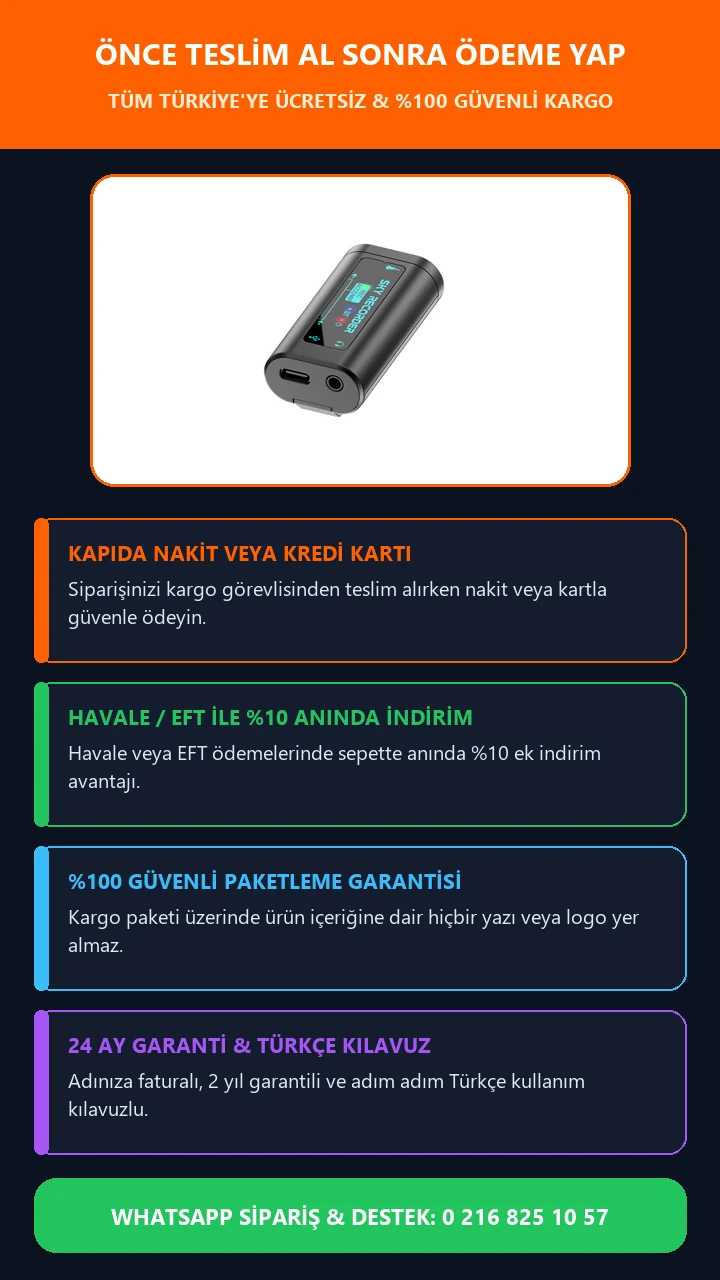 ÖNCE TESLİM AL SONRA ÖDEME YAP
TÜM TÜRKİYE'YE ÜCRETSİZ & %100 GÜVENLİ KARGO
SKY RECORDER
KAPIDA NAKİT VEYA KREDİ KARTI
Siparişinizi kargo görevlisinden teslim alırken nakit veya kartla
güvenle ödeyin.
HAVALE / EFT İLE %10 ANINDA İNDİRİM
Havale veya EFT ödemelerinde sepette anında %10 ek indirim
avantajı.
%100 GÜVENLİ PAKETLEME GARANTİSİ
Kargo paketi üzerinde ürün içeriğine dair hiçbir yazı veya logo yer
almaz.
24 AY GARANTİ & TÜRKÇE KILAVUZ
Adınıza faturalı, 2 yıl garantili ve adım adım Türkçe kullanım
kılavuzlu.
WHATSAPP SİPARİŞ & DESTEK: 0 216 825 10 57